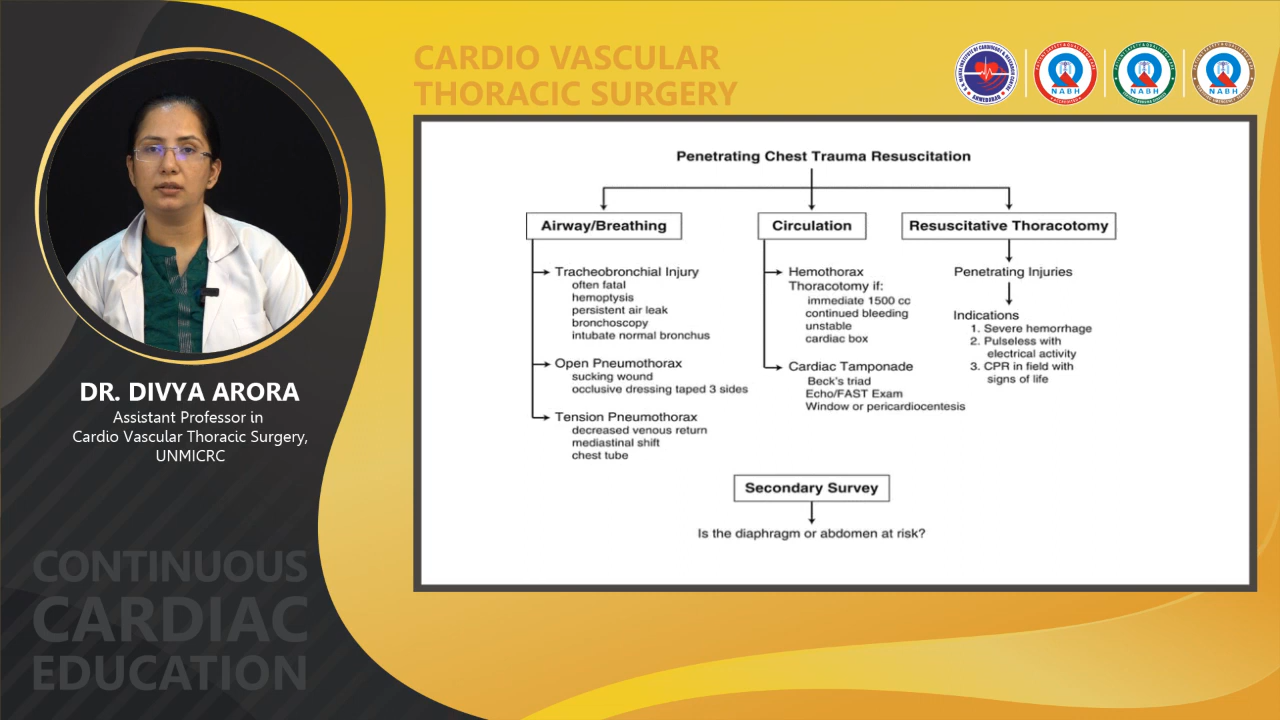 CARDIO VASCULAR
THORACIC SURGERY
NABH
NABH
NABH
DR. DIVYA ARORA
Assistant Professor in
Cardio Vascular Thoracic Surgery,
UNMICRC
CONTINUOUS
CARDIAC
EDUCATION
Penetrating Chest Trauma Resuscitation
Airway/Breathing
Tracheobronchial Injury
often fatal
hemoptysis
persistent air leak
bronchoscopy
intubate normal bronchus
Open Pneumothorax
sucking wound
occlusive dressing taped 3 sides
Tension Pneumothorax
decreased venous return
mediastinal shift
chest tube
Circulation
Hemothorax
Thoracotomy if:
immediate 1500 cc
continued bleeding
unstable
cardiac box
Cardiac Tamponade
Beck's triad
Echo/FAST Exam
Window or pericardiocentesis
Resuscitative Thoracotomy
Penetrating Injuries
Indications
1. Severe hemorrhage
2. Pulseless with
electrical activity
3. CPR in field with
signs of life
Secondary Survey
Is the diaphragm or abdomen at risk?